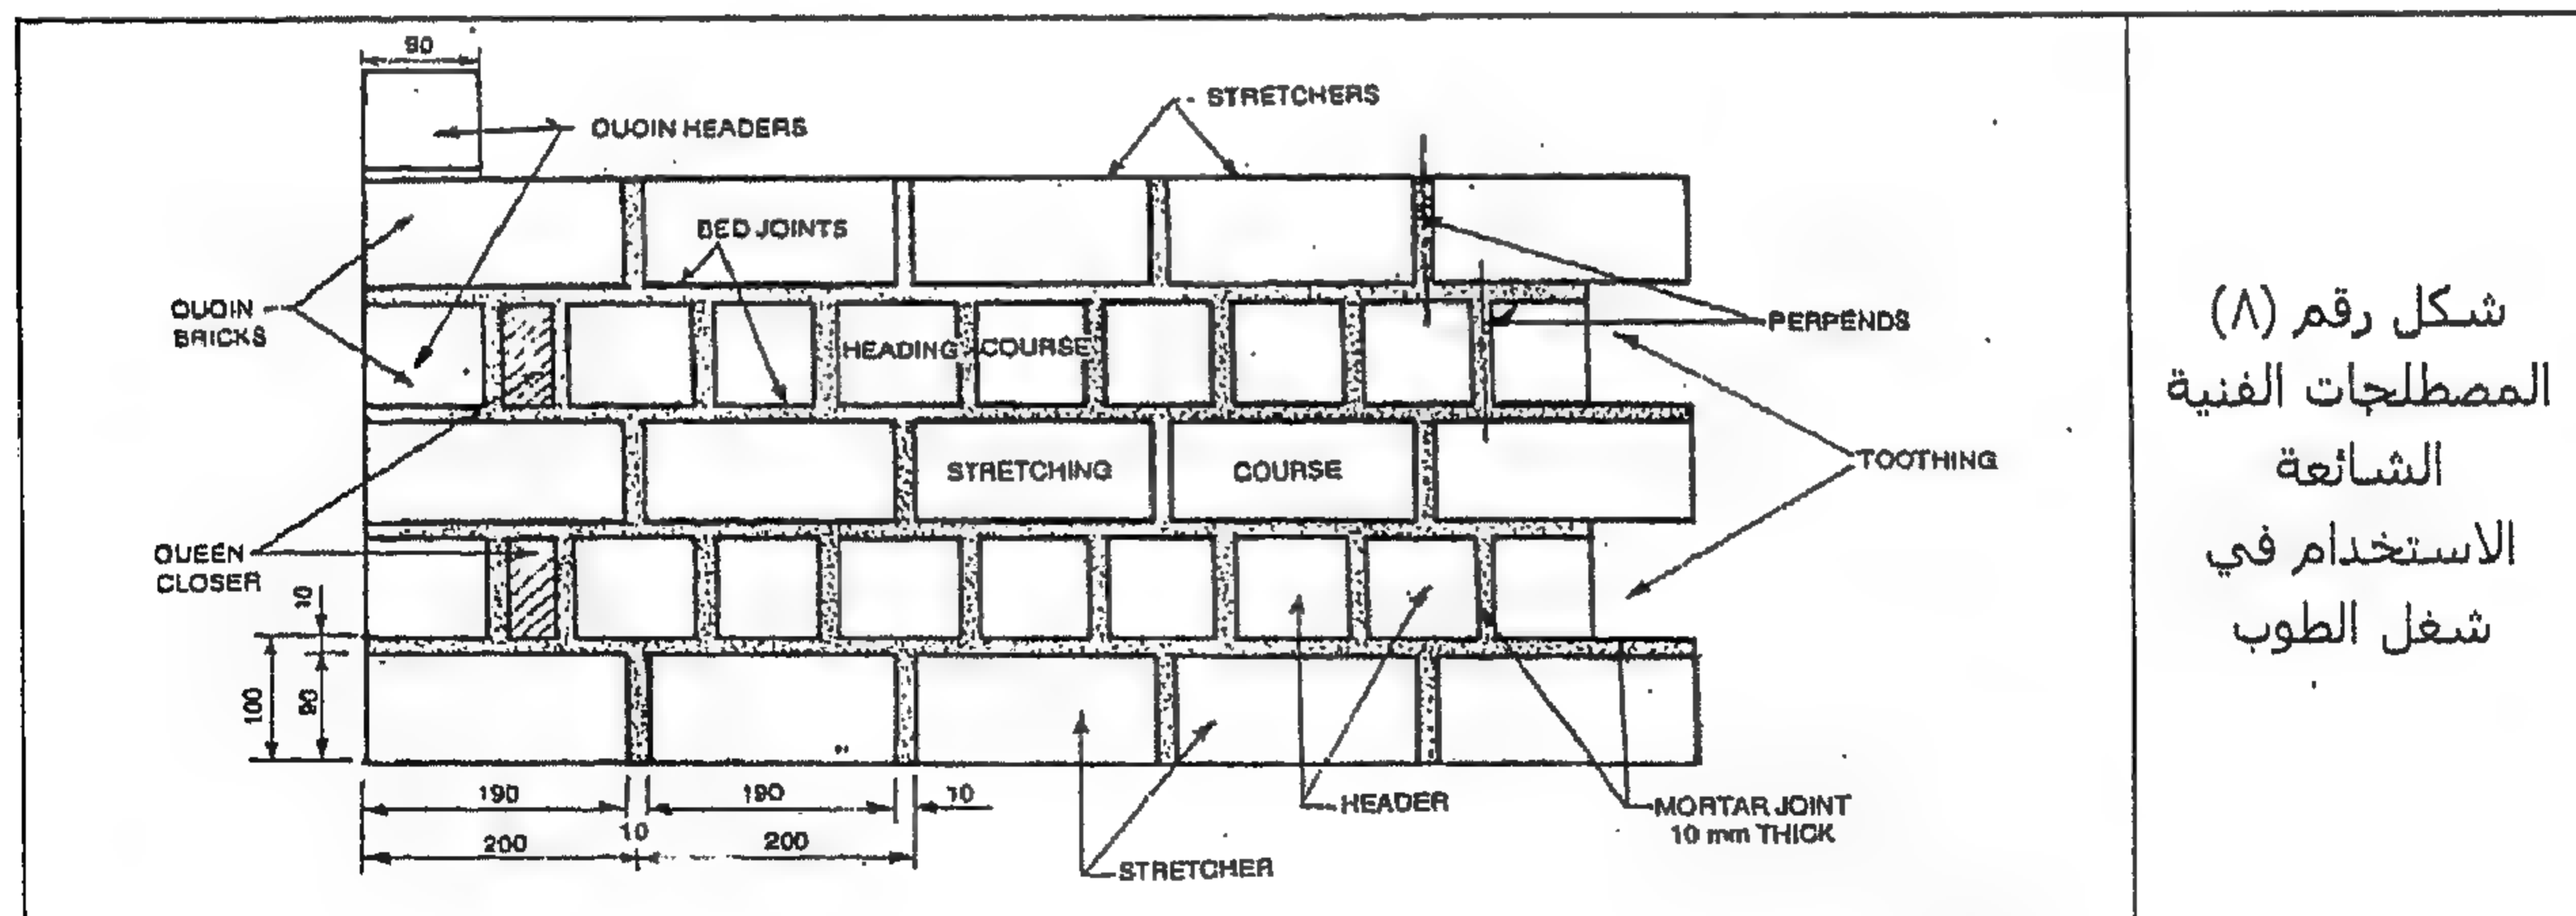 90
QUOIN HEADERS
STRETCHERS
BED JOINTS
QUOIN
BRICKS
HEADING COURSE
PERPENDS
STRETCHING COURSE
TOOTHING
QUEEN
CLOSER
10
100
90
190
10
190
10
200
200
HEADER
MORTAR JOINT
10 mm THICK
STRETCHER
شكل رقم (٨)
المصطلجات الفنية
الشائعة
الاستخدام في
شغل الطوب